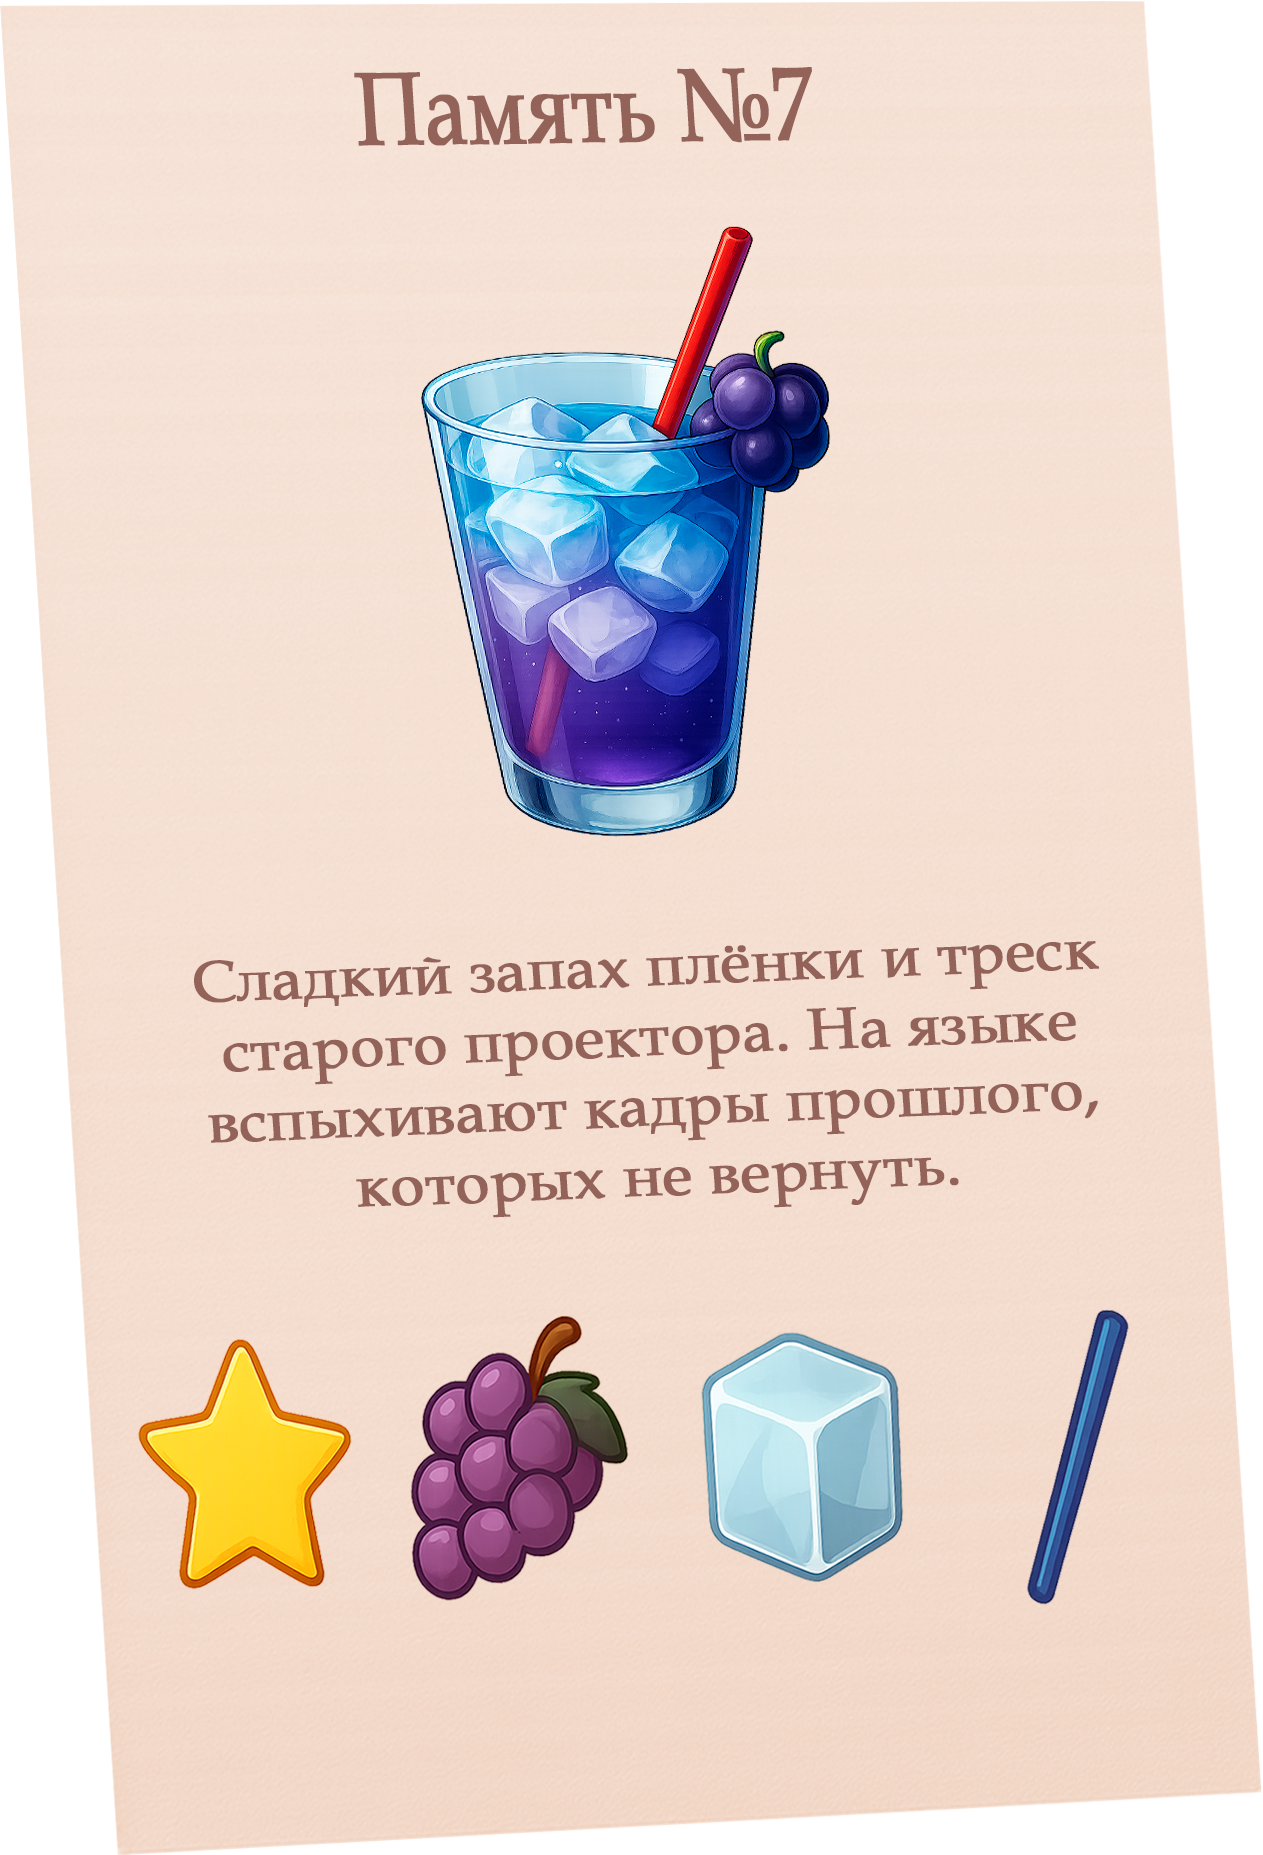 Память №7
Сладкий запах плёнки и треск
старого проектора. На языке
вспыхивают кадры прошлого,
которых не вернуть.